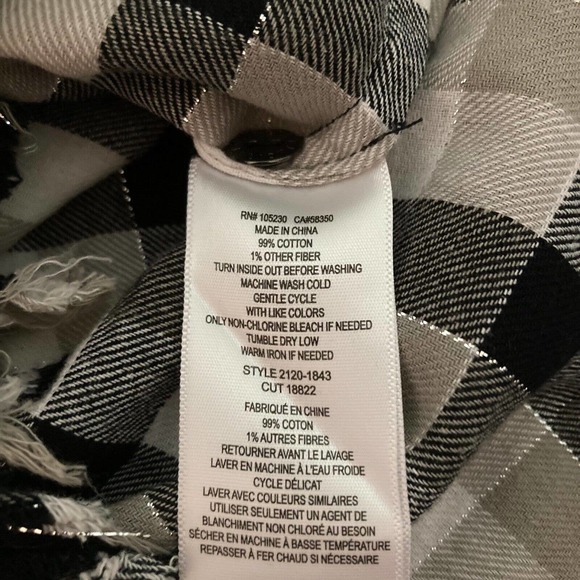 RN# 105230 CA#58350
MADE IN CHINA
99% COTTON
1% OTHER FIBER
TURN INSIDE OUT BEFORE WASHING
MACHINE WASH COLD
GENTLE CYCLE
WITH LIKE COLORS
ONLY NON-CHLORINE BLEACH IF NEEDED
TUMBLE DRY LOW
WARM IRON IF NEEDED
STYLE 2120-1843
CUT 18822
FABRIQUÉ EN CHINE
99% COTON
1% AUTRES FIBRES
RETOURNER AVANT LE LAVAGE
LAVER EN MACHINE À L'EAU FROIDE
CYCLE DÉLICAT
LAVER AVEC COULEURS SIMILAIRES
UTILISER SEULEMENT UN AGENT DE
BLANCHIMENT NON CHLORÉ AU BESOIN
SÉCHER EN MACHINE À BASSE TEMPÉRATURE
REPASSER À FER CHAUD SI NÉCESSAIRE